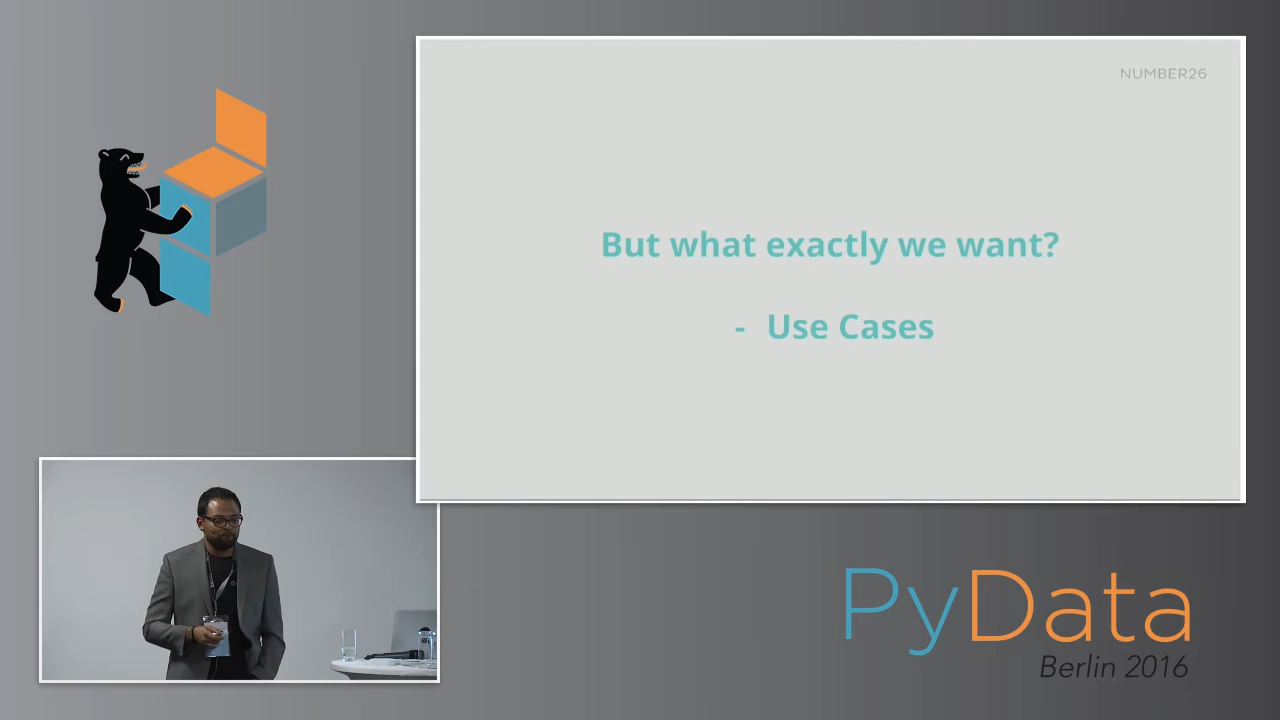 NUMBER26
But what exactly we want?
- Use Cases
PyData
Berlin 2016